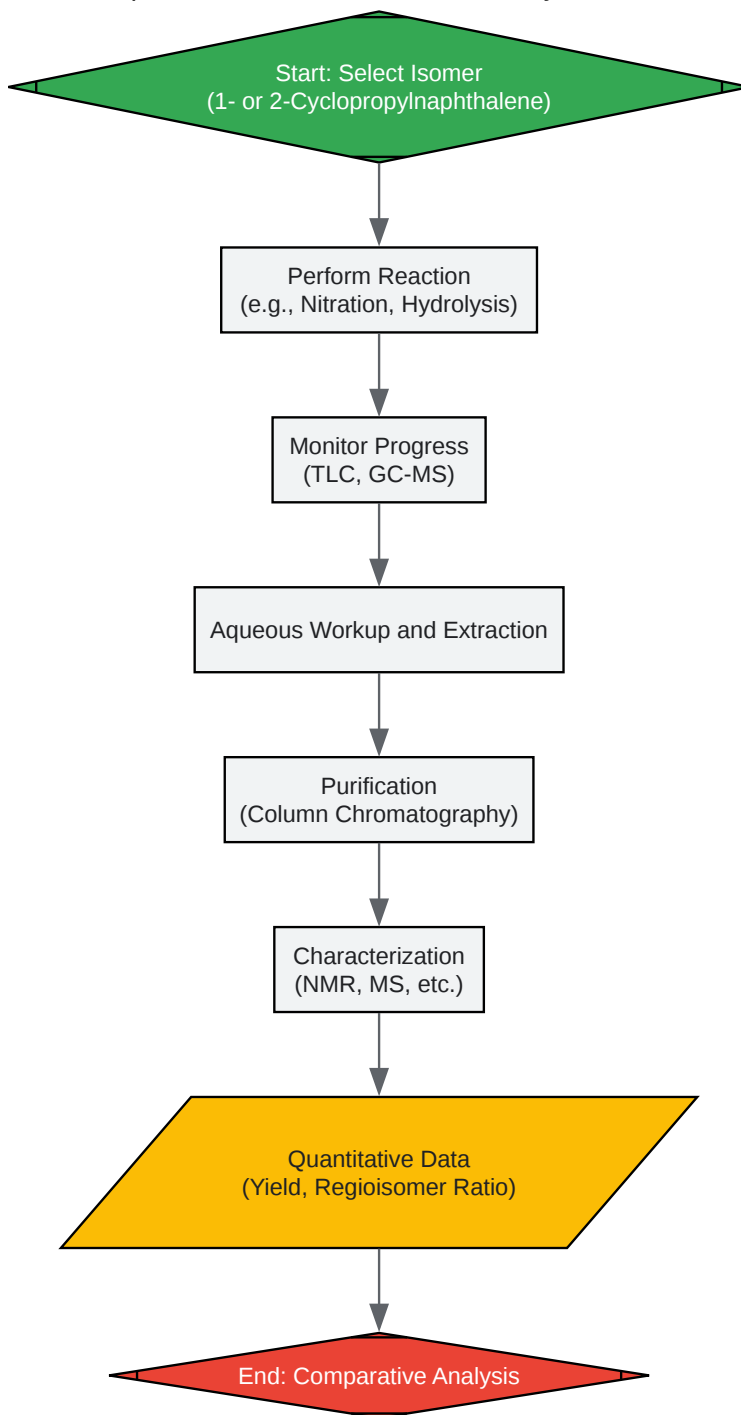 Start: Select Isomer
(1- or 2-Cyclopropylnaphthalene)
Perform Reaction
(e.g., Nitration, Hydrolysis)
Monitor Progress
(TLC, GC-MS)
Aqueous Workup and Extraction
Purification
(Column Chromatography)
Characterization
(NMR, MS, etc.)
Quantitative Data
(Yield, Regioisomer Ratio)
End: Comparative Analysis